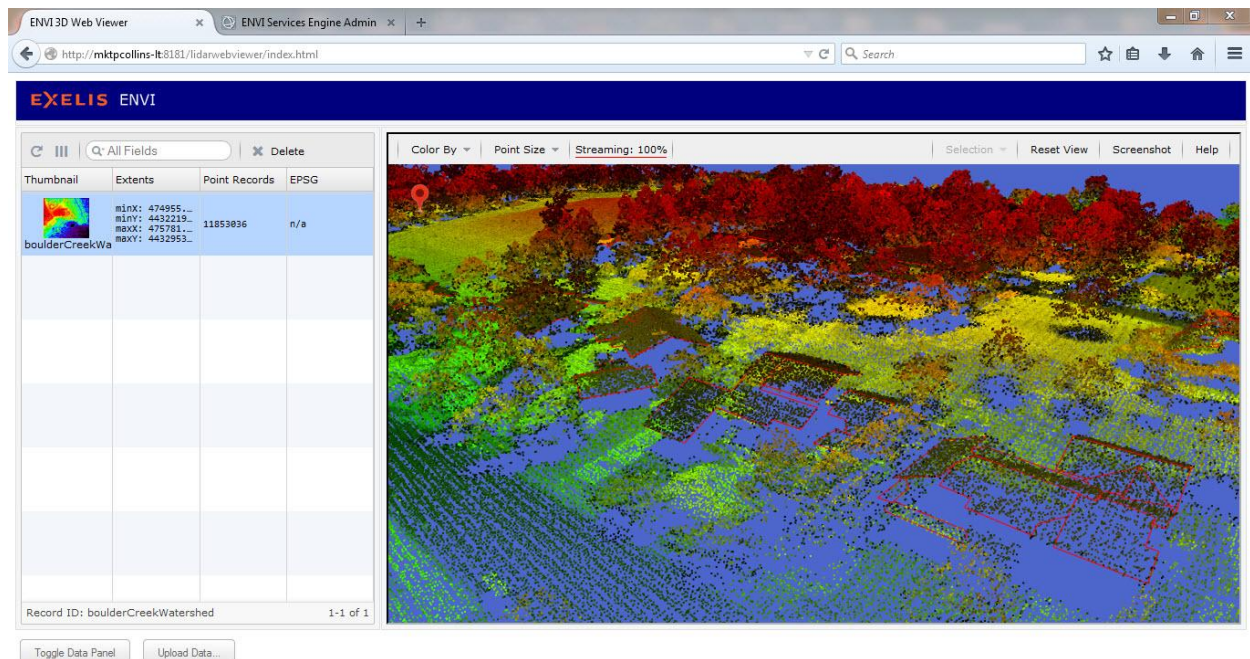 ENVI 3D Web Viewer
ENVI Services Engine Admin
http://mktpcollins-lt:8181/lidarwebviewer/index.html
Search
EXELIS ENVI
All Fields
Delete
Thumbnail Extents Point Records EPSG
minX: 474955,…
minY: 4432219…
maxX: 475781,…
maxY: 4432953…
11853036
n/a
boulderCreekWa
Record ID: boulderCreekWatershed
1-1 of 1
Color By
Point Size
Streaming: 100%
Selection
Reset View
Screenshot
Help
Toggle Data Panel
Upload Data...